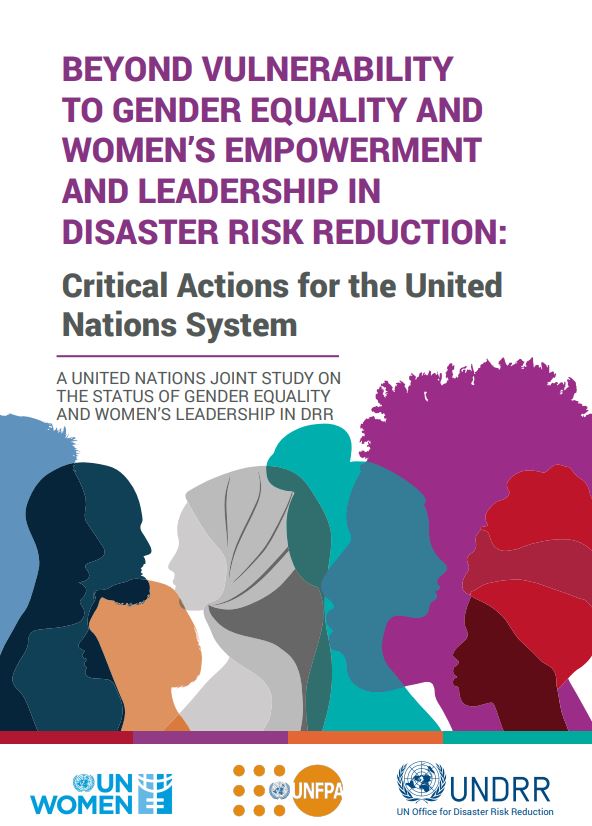 BEYOND VULNERABILITY
TO GENDER EQUALITY AND
WOMEN’S EMPOWERMENT
AND LEADERSHIP IN
DISASTER RISK REDUCTION:
Critical Actions for the United
Nations System
A UNITED NATIONS JOINT STUDY ON
THE STATUS OF GENDER EQUALITY
AND WOMEN’S LEADERSHIP IN DRR
UN
WOMEN
UNFPA
UNDRR
UN Office for Disaster Risk Reduction